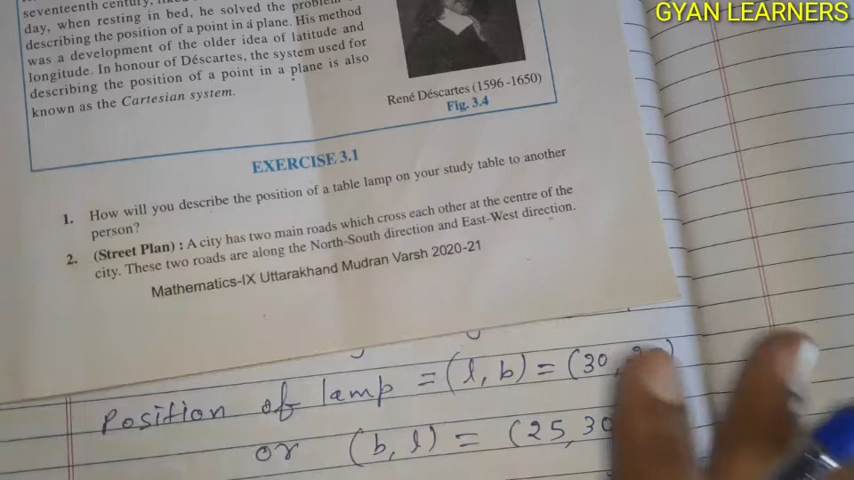 GYAN LEARNERS
seventeenth century,
day, when resting in bed, he solved the problem
describing the position of a point in a plane. His method
was a development of the older idea of latitude and
longitude. In honour of Déscartes, the system used for
describing the position of a point in a plane is also
known as the Cartesian system.
René Déscartes (1596 -1650)
Fig. 3.4
EXERCISE 3.1
1. How will you describe the position of a table lamp on your study table to another
person?
2. (Street Plan) : A city has two main roads which cross each other at the centre of the
city. These two roads are along the North-South direction and East-West direction.
Mathematics-IX Uttarakhand Mudran Varsh 2020-21
Position of lamp = (l, b) = (30,
or (b, l) = (25, 30